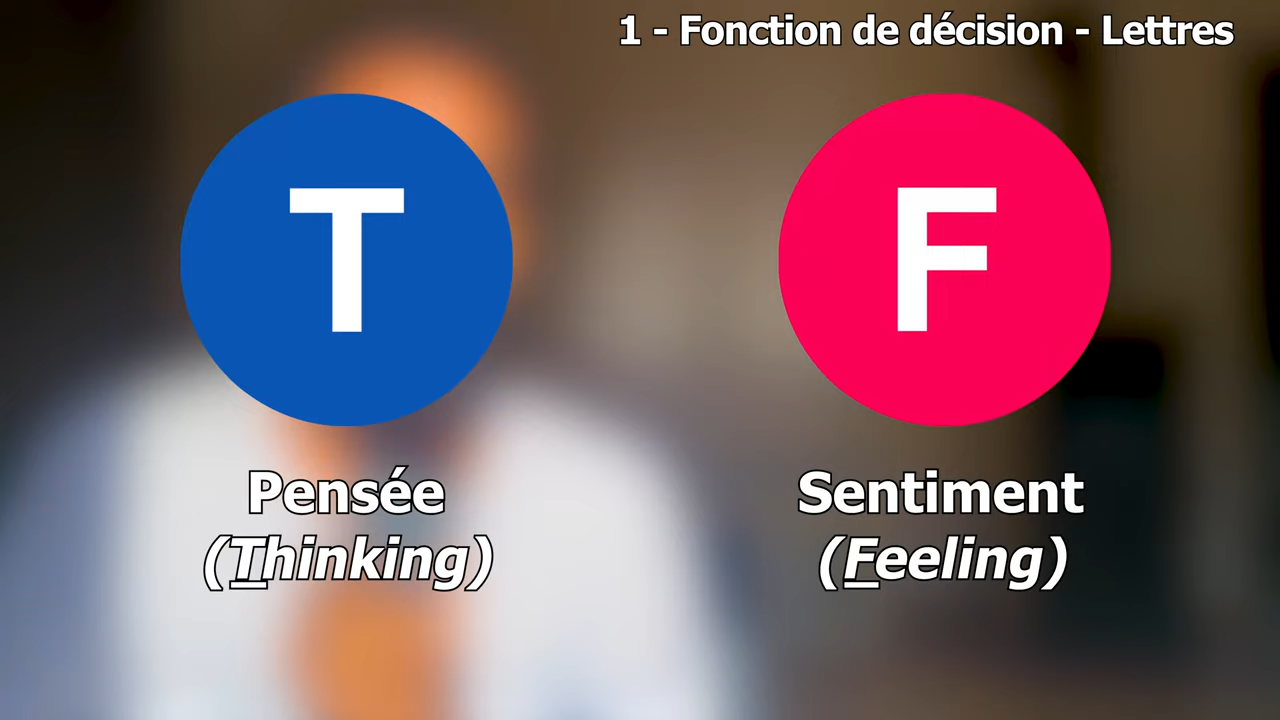 1 - Fonction de décision - Lettres
T
F
Pensée
(Thinking)
Sentiment
(Feeling)